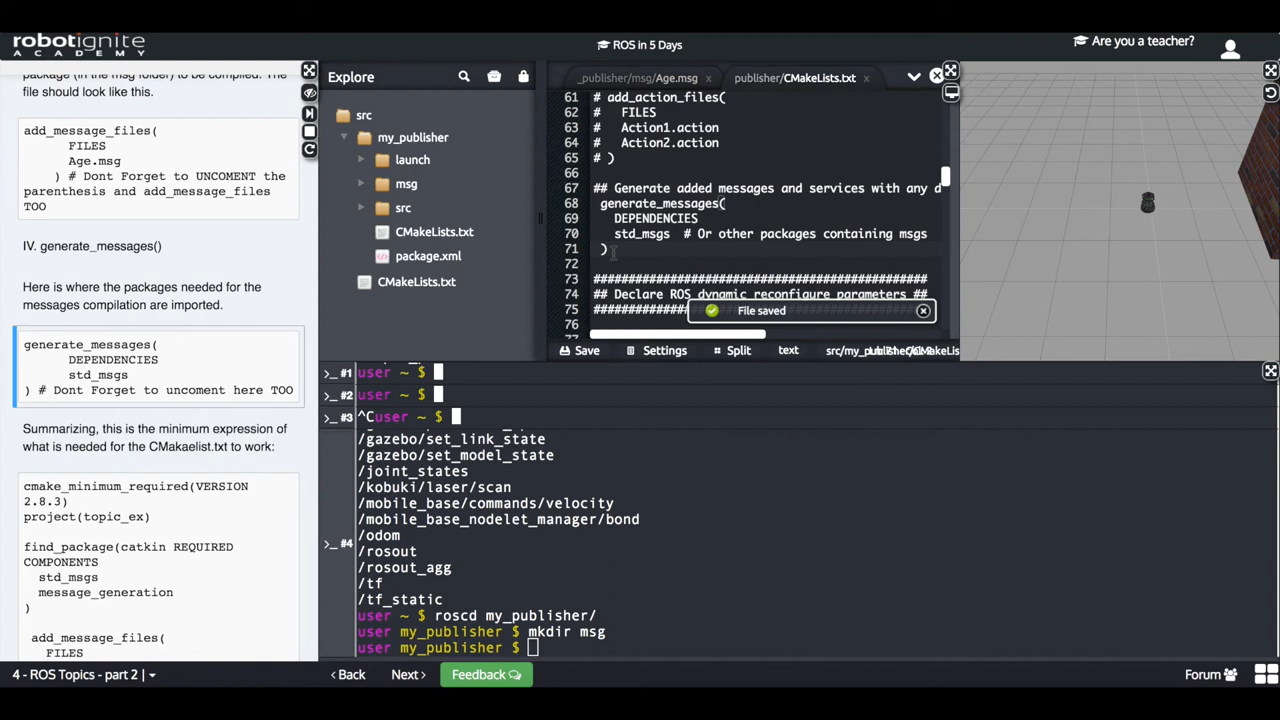 robotignite
ACADEMY
ROS in 5 Days
Are you a teacher?
package (in the msg folder) to be compiled. The
file should look like this.
add_message_files(
FILES
Age.msg
) # Dont Forget to UNCOMENT the
parenthesis and add_message_files
TOO
IV. generate_messages()
Here is where the packages needed for the
messages compilation are imported.
generate_messages(
DEPENDENCIES
std_msgs
) # Dont Forget to uncoment here TOO
Summarizing, this is the minimum expression of
what is needed for the CMakaelist.txt to work:
cmake_minimum_required(VERSION
2.8.3)
project(topic_ex)
find_package(catkin REQUIRED
COMPONENTS
std_msgs
message_generation
)
add_message_files(
FILES
Explore
src
my_publisher
launch
msg
src
CMakeLists.txt
package.xml
CMakeLists.txt
_publisher/msg/Age.msg
publisher/CMakeLists.txt
61 # add_action_files(
62 #   FILES
63 #   Action1.action
64 #   Action2.action
65 # )
66
67 ## Generate added messages and services with any d
68 generate_messages(
69 DEPENDENCIES
70 std_msgs  # Or other packages containing msgs
71 )
72
73 ################################################
74 ## Declare ROS dynamic reconfigure parameters ##
75
76
File saved
Save
Settings
Split
text
>_ #1 user ~ $
>_ #2 user ~ $
>_ #3 ^Cuser ~ $
/gazebo/set_link_state
/gazebo/set_model_state
/joint_states
/kobuki/laser/scan
/mobile_base/commands/velocity
/mobile_base_nodelet_manager/bond
/odom
>_ #4
/rosout
/rosout_agg
/tf
/tf_static
user ~ $ roscd my_publisher/
user my_publisher $ mkdir msg
user my_publisher $
4 - ROS Topics - part 2 |
Back
Next
Feedback
Forum